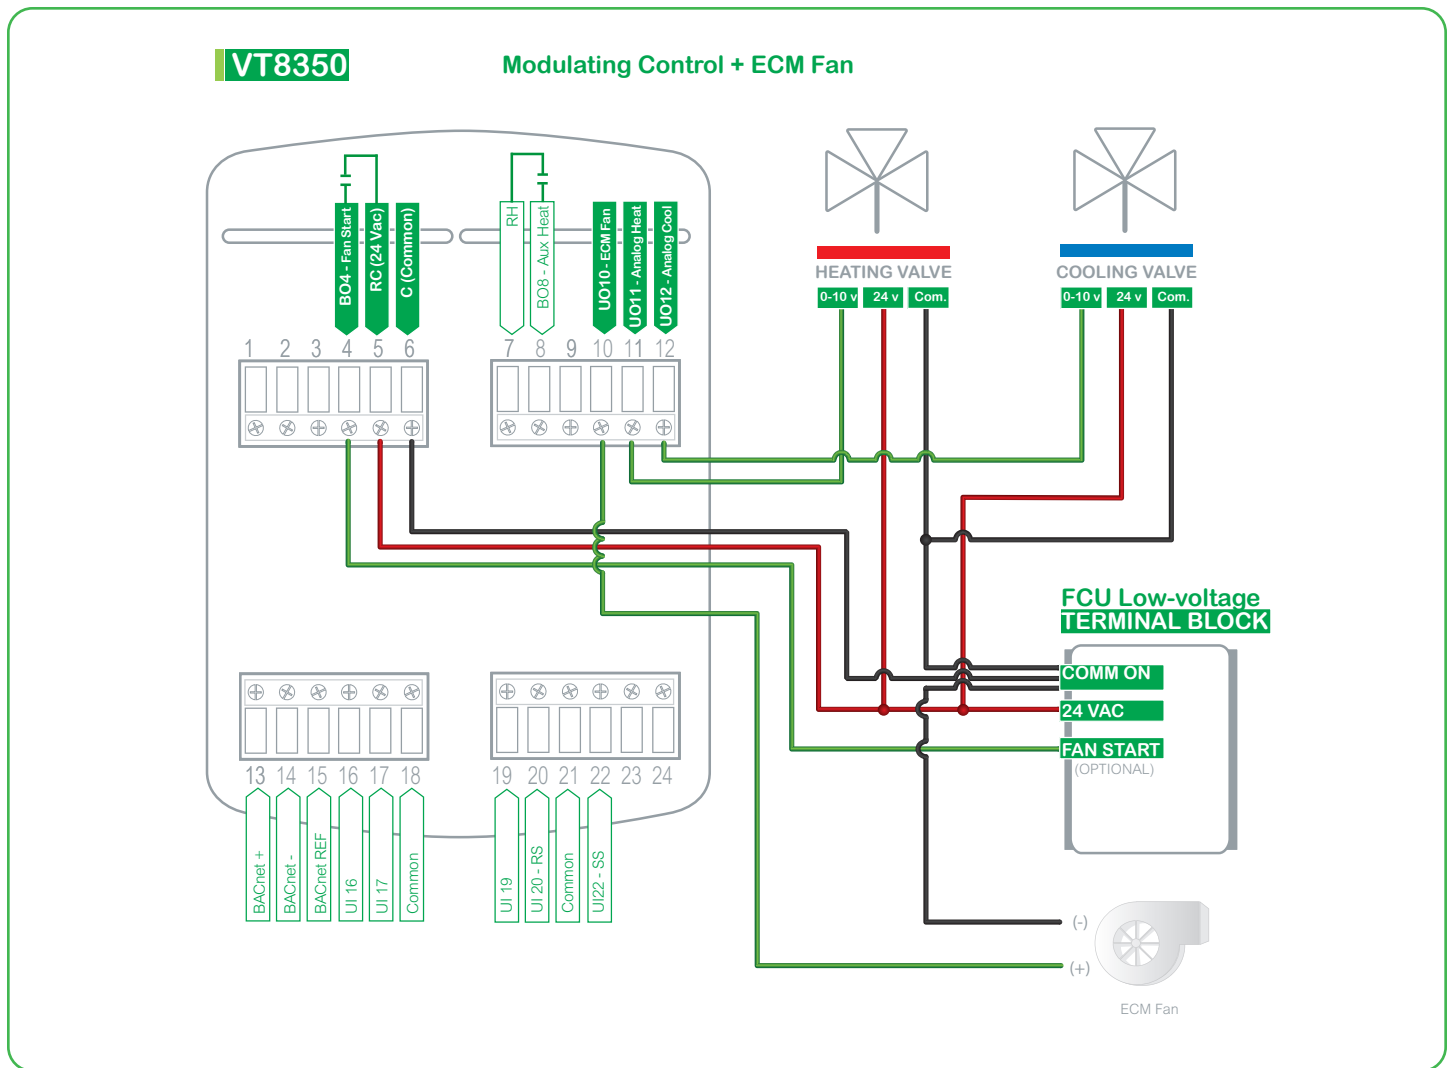 VT8350
Modulating Control + ECM Fan
BO4 - Fan Start
RC (24 Vac)
C (Common)
RH
BO8 - Aux Heat
UO10 - ECM Fan
UO11 - Analog Heat
UO12 - Analog Cool
1 2 3 4 5 6
7 8 9 10 11 12
HEATING VALVE
0-10 v 24 v Com.
COOLING VALVE
0-10 v 24 v Com.
FCU Low-voltage
TERMINAL BLOCK
COMM ON
24 VAC
FAN START
(OPTIONAL)
13 14 15 16 17 18
19 20 21 22 23 24
BACnet +
BACnet -
BACnet REF
UI 16
UI 17
Common
UI 19
UI 20 - RS
Common
UI22 - SS
(-)
(+)
ECM Fan